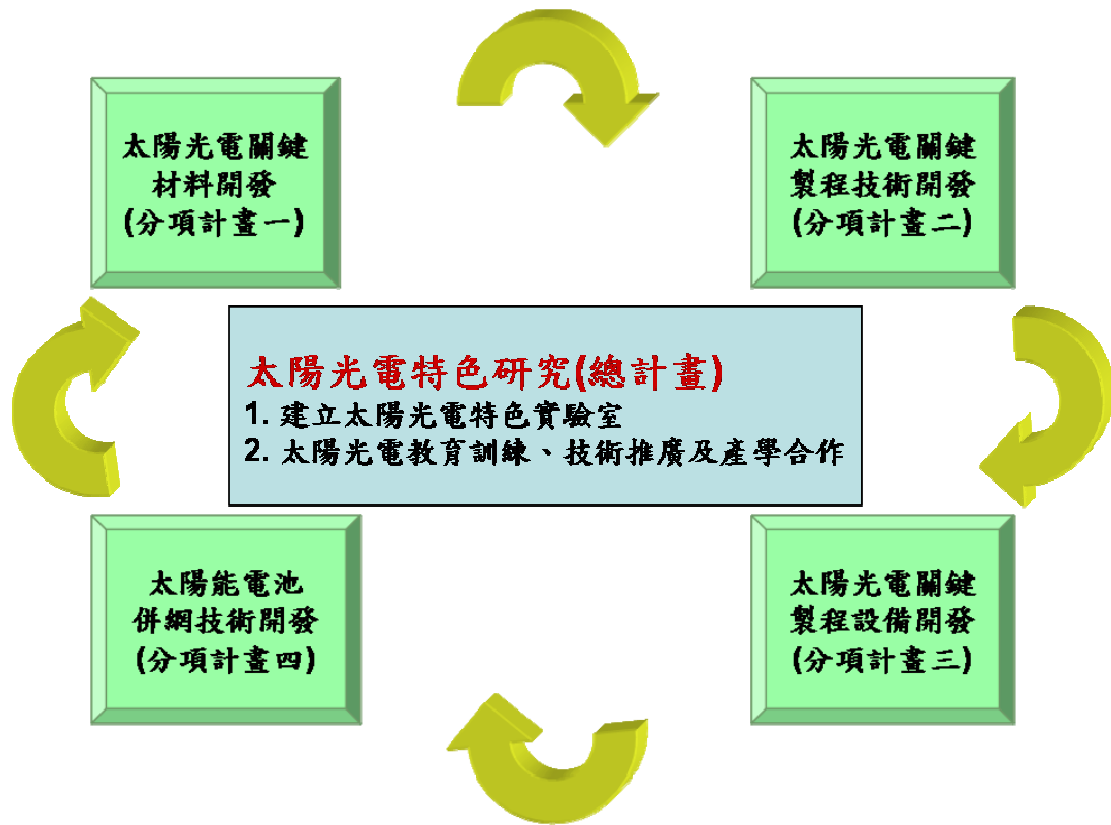 太陽光電關鍵
材料開發
(分項計畫一)
太陽光電關鍵
製程技術開發
(分項計畫二)
太陽光電特色研究(總計畫)
1. 建立太陽光電特色實驗室
2. 太陽光電教育訓練、技術推廣及產學合作
太陽能電池
併網技術開發
(分項計畫四)
太陽光電關鍵
製程設備開發
(分項計畫三)